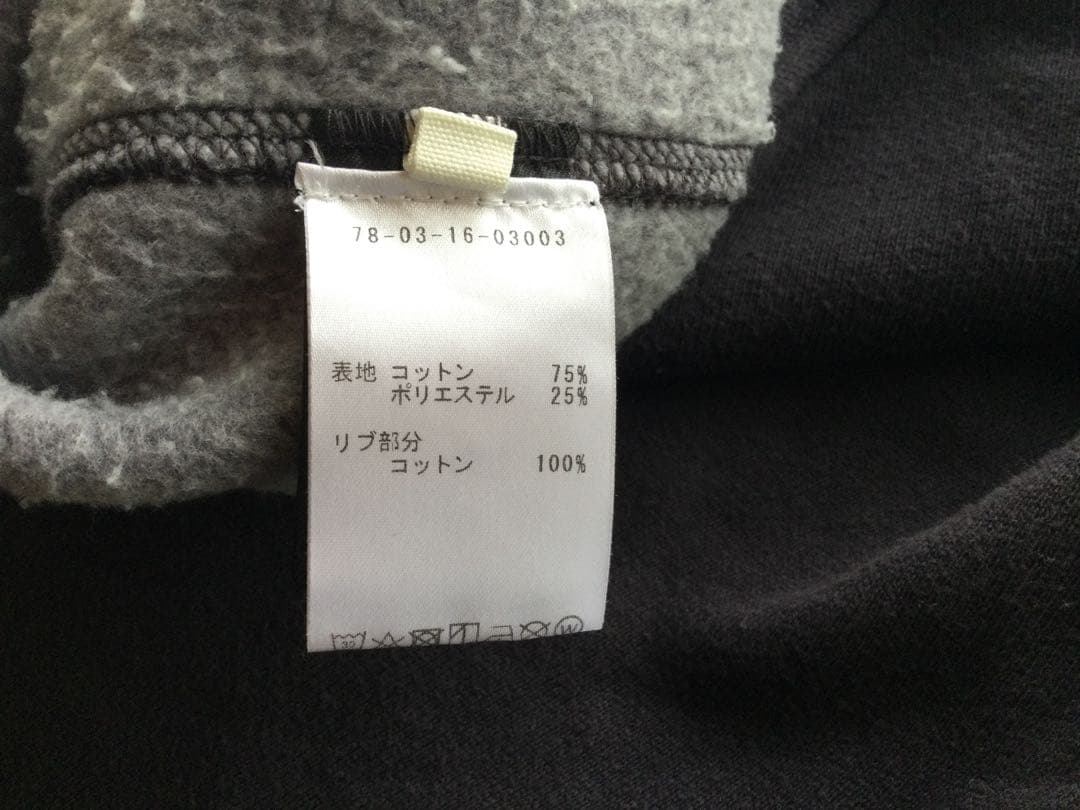 78-03-16-03003
表地 コットン 75%
ポリエステル 25%
リブ部分
コットン 100%